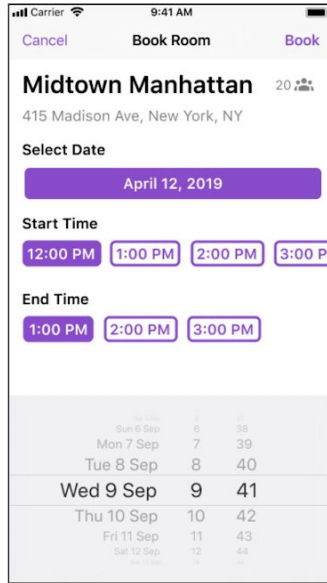 Carrier 9:41 AM
Cancel Book Room Book
Midtown Manhattan 20
415 Madison Ave, New York, NY
Select Date
April 12, 2019
Start Time
12:00 PM 1:00 PM 2:00 PM 3:00 P
End Time
1:00 PM 2:00 PM 3:00 PM
Sun 6 Sep 6 38
Mon 7 Sep 7 39
Tue 8 Sep 8 40
Wed 9 Sep 9 41
Thu 10 Sep 10 42
Fri 11 Sep 11 43
Sat 12 Sep 12 44